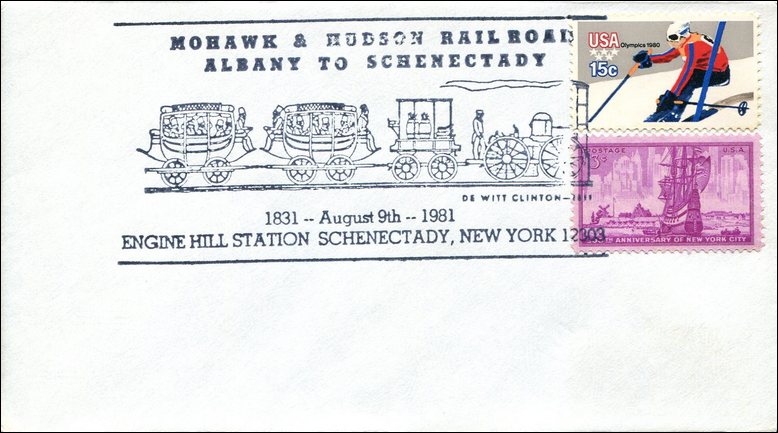 MOHAWK & HUDSON RAILROAD
ALBANY TO SCHENECTADY
DE WITT CLINTON
1831 -- August 9th -- 1981
ENGINE HILL STATION SCHENECTADY, NEW YORK 12303
USA Olympics 1980
15c
POSTAGE U.S.A.
3c
ANNIVERSARY OF NEW YORK CITY